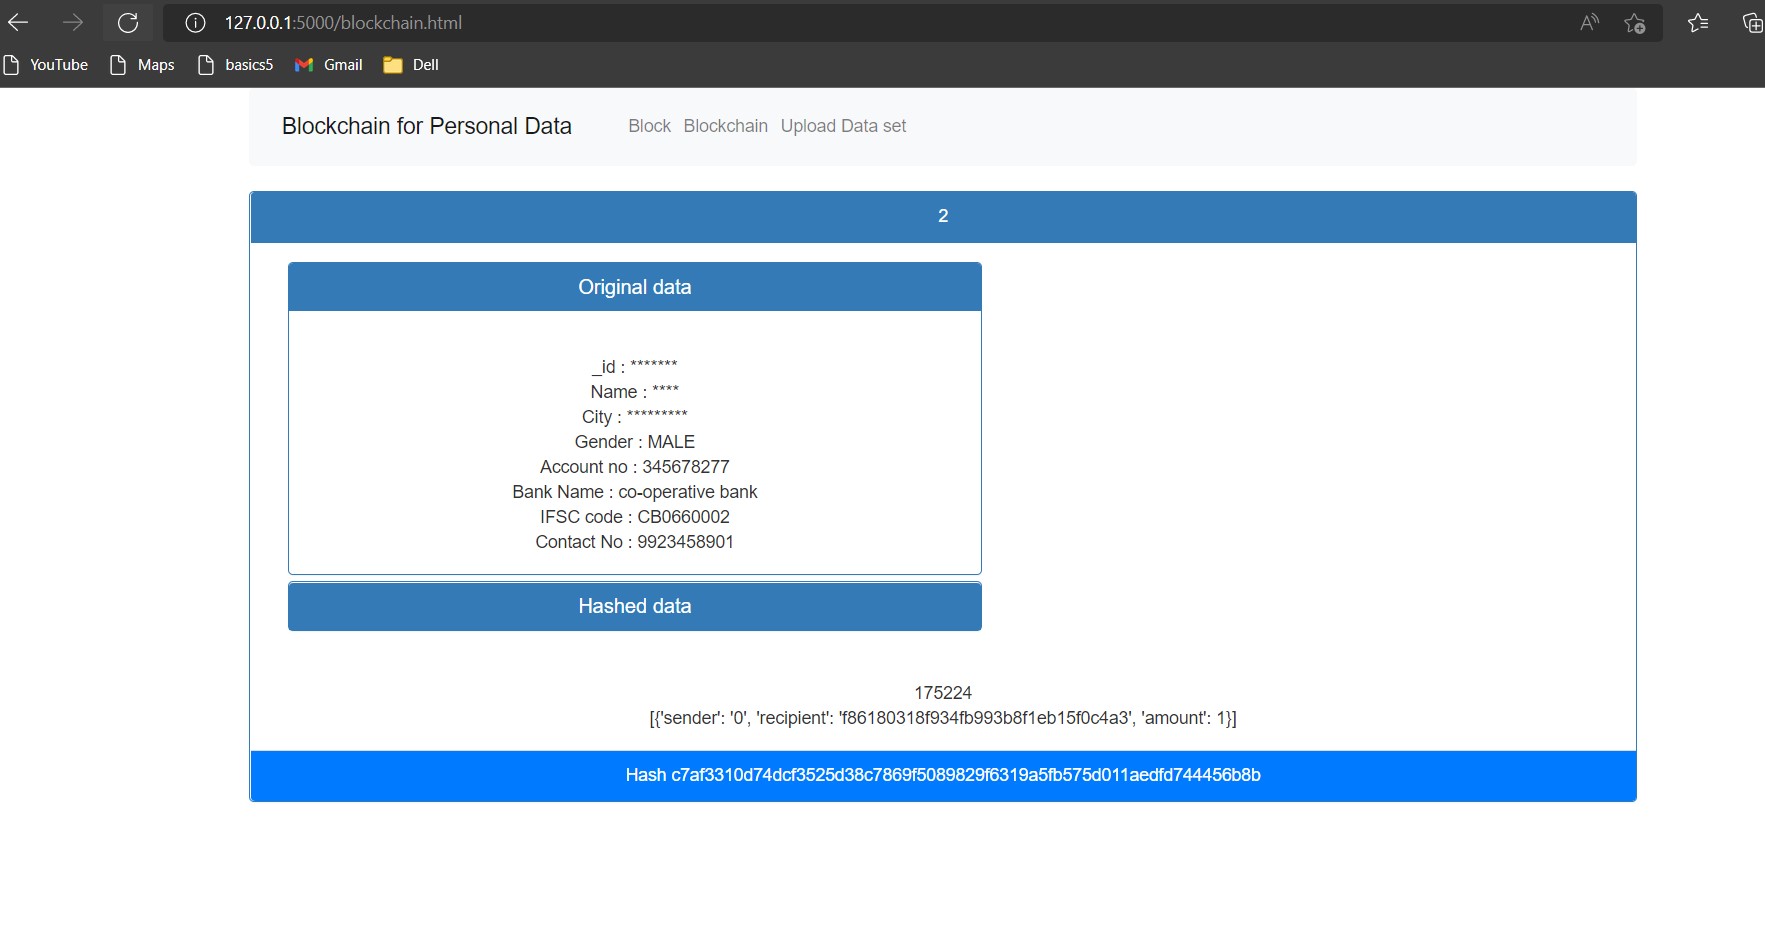 127.0.0.1:5000/blockchain.html
YouTube Maps basics5 Gmail Dell
Blockchain for Personal Data Block Blockchain Upload Data set
2
Original data
_id : *******
Name : ****
City : *********
Gender : MALE
Account no : 345678277
Bank Name : co-operative bank
IFSC code : CB0660002
Contact No : 9923458901
Hashed data
175224
[{'sender': '0', 'recipient': 'f86180318f934fb993b8f1eb15f0c4a3', 'amount': 1}]
Hash c7af3310d74dcf3525d38c7869f5089829f6319a5fb575d011aedfd744456b8b